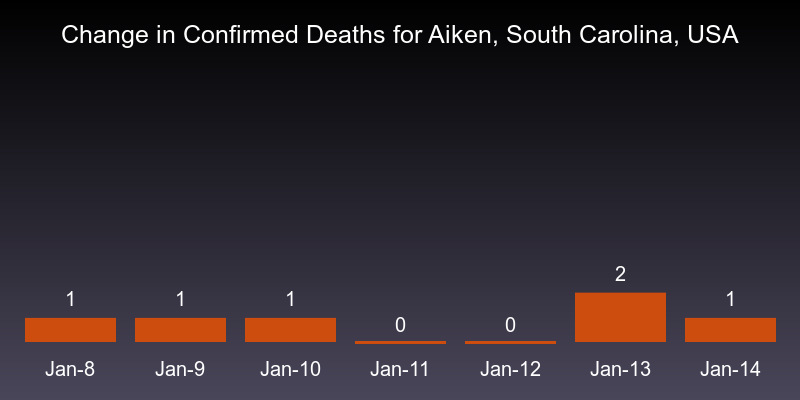 Change in Confirmed Deaths for Aiken, South Carolina, USA
2
1 1 1 1
0 0
Jan-8 Jan-9 Jan-10 Jan-11 Jan-12 Jan-13 Jan-14